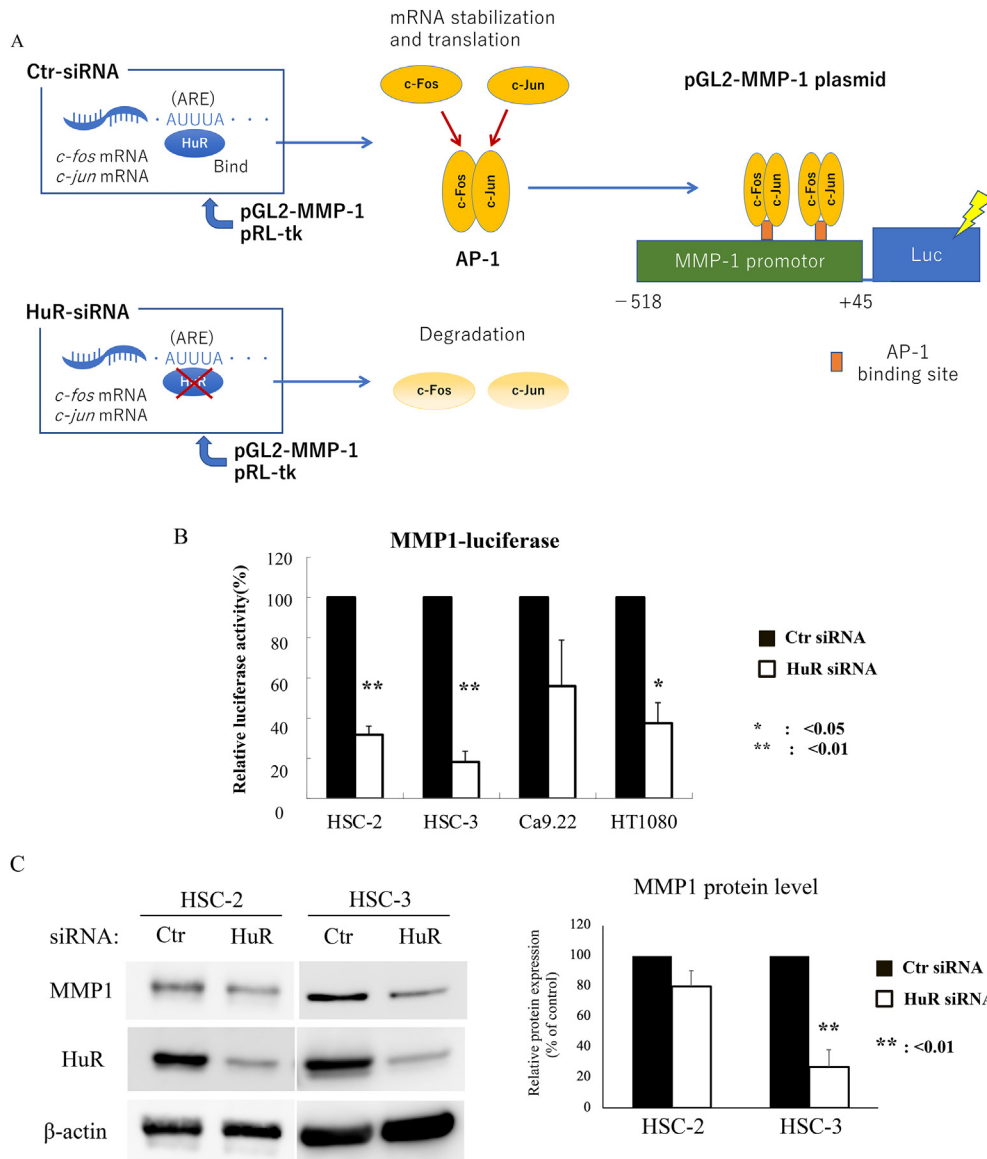 A
Ctr-siRNA
(ARE)
· AUUUA · · ·
HuR
Bind
c-fos mRNA
c-jun mRNA
pGL2-MMP-1
pRL-tk
mRNA stabilization
and translation
c-Fos
c-Jun
c-Fos
c-Jun
AP-1
pGL2-MMP-1 plasmid
c-Fos
c-Jun
c-Fos
c-Jun
MMP-1 promotor
Luc
−518
+45
AP-1
binding site
HuR-siRNA
(ARE)
· AUUUA · · ·
HuR
c-fos mRNA
c-jun mRNA
pGL2-MMP-1
pRL-tk
Degradation
c-Fos
c-Jun
B
MMP1-luciferase
Relative luciferase activity(%)
120
100
80
60
40
20
0
**
**
*
HSC-2
HSC-3
Ca9.22
HT1080
Ctr siRNA
HuR siRNA
* : <0.05
** : <0.01
C
HSC-2
HSC-3
siRNA:
Ctr
HuR
Ctr
HuR
MMP1
HuR
β-actin
MMP1 protein level
Relative protein expression
(% of control)
120
100
80
60
40
20
0
**
HSC-2
HSC-3
Ctr siRNA
HuR siRNA
** : <0.01